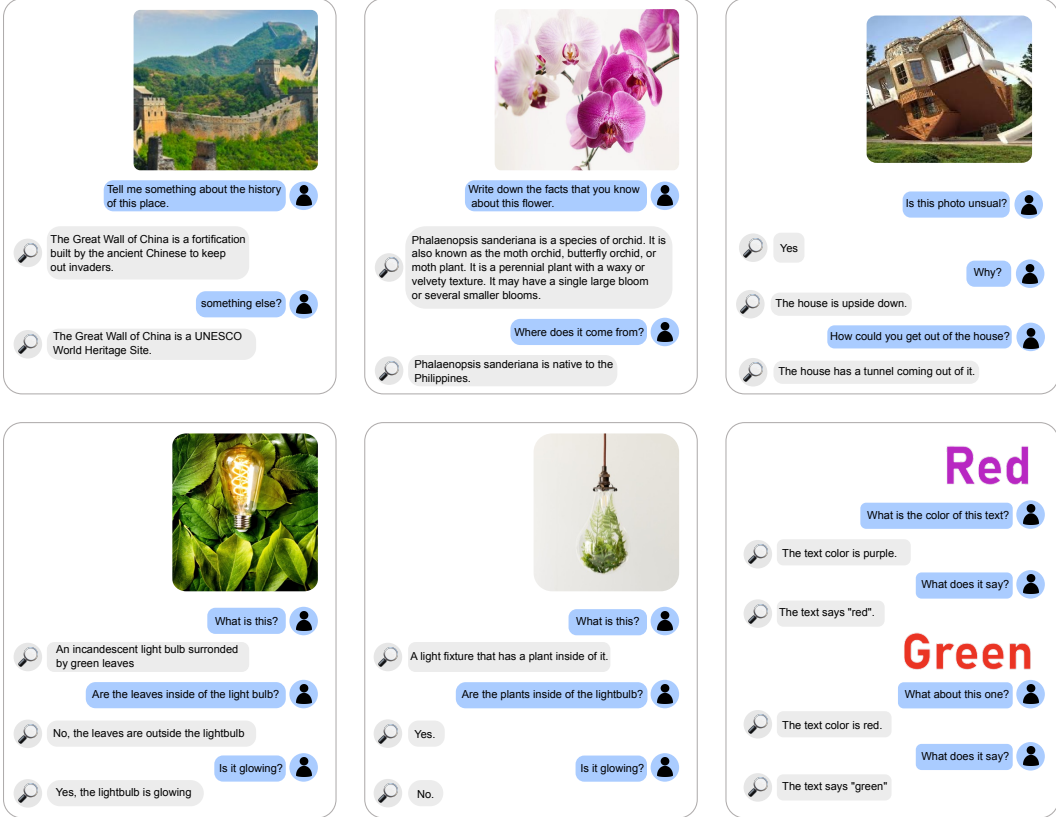 Tell me something about the history
of this place.
The Great Wall of China is a fortification
built by the ancient Chinese to keep
out invaders.
something else?
The Great Wall of China is a UNESCO
World Heritage Site.
Write down the facts that you know
about this flower.
Phalaenopsis sanderiana is a species of orchid. It is
also known as the moth orchid, butterfly orchid, or
moth plant. It is a perennial plant with a waxy or
velvety texture. It may have a single large bloom
or several smaller blooms.
Where does it come from?
Phalaenopsis sanderiana is native to the
Philippines.
Is this photo unsual?
Yes
Why?
The house is upside down.
How could you get out of the house?
The house has a tunnel coming out of it.
What is this?
An incandescent light bulb surronded
by green leaves
Are the leaves inside of the light bulb?
No, the leaves are outside the lightbulb
Is it glowing?
Yes, the lightbulb is glowing
What is this?
A light fixture that has a plant inside of it.
Are the plants inside of the lightbulb?
Yes.
Is it glowing?
No.
Red
What is the color of this text?
The text color is purple.
What does it say?
The text says "red".
Green
What about this one?
The text color is red.
What does it say?
The text says "green"